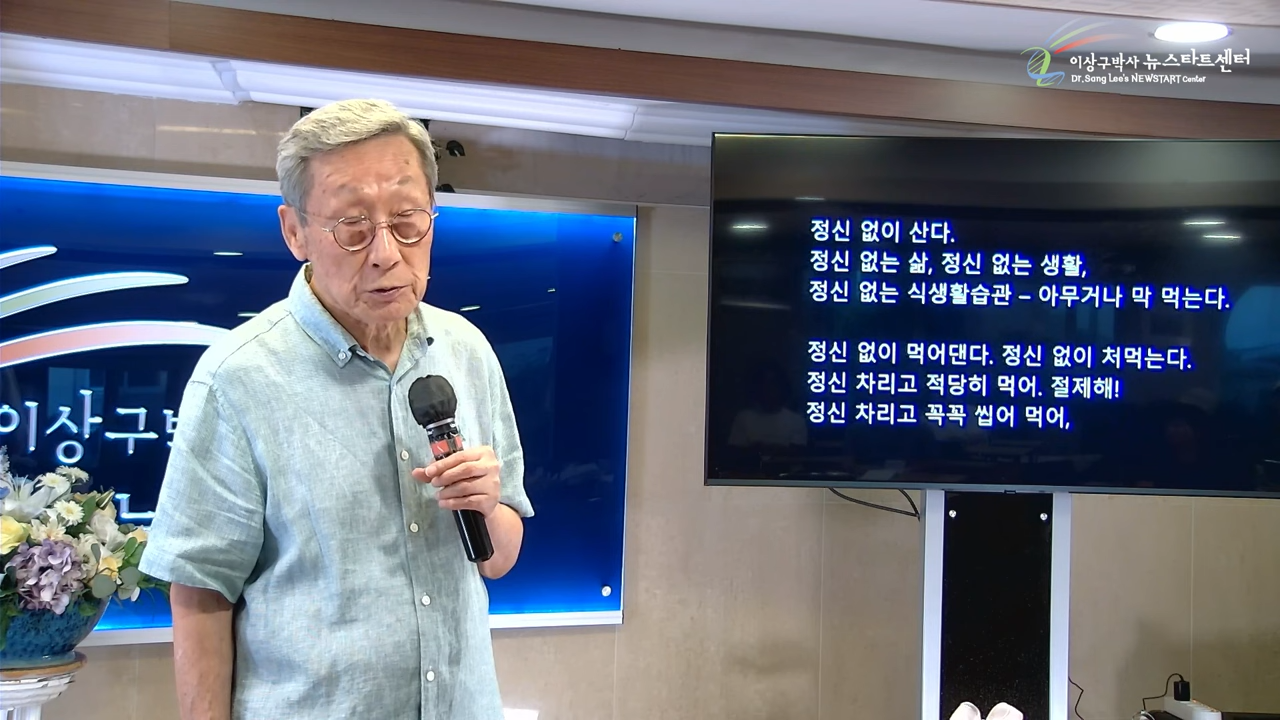 이상구박사 뉴스타트센터
Dr. Sang Lee's NEWSTART Center
정신 없이 산다.
정신 없는 삶, 정신 없는 생활,
정신 없는 식생활습관 – 아무거나 막 먹는다.
정신 없이 먹어댄다. 정신 없이 처먹는다.
정신 차리고 적당히 먹어. 절제해!
정신 차리고 꼭꼭 씹어 먹어,
이상구